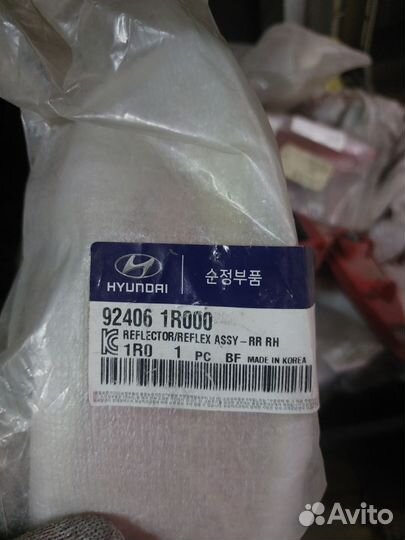 HYUNDAI
순정부품
92406 1R000
REFLECTOR/REFLEX ASSY-RR RH
1R0 1 PC BF MADE IN KOREA
Avito